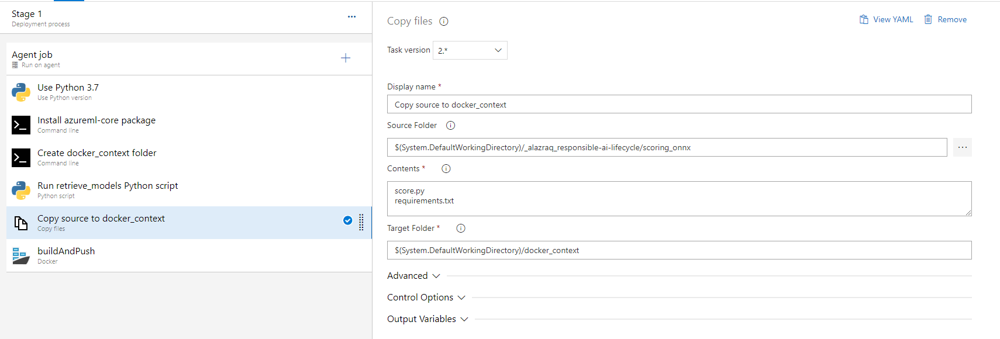 Stage 1
Deployment process
Agent job
Run on agent
Use Python 3.7
Use Python version
Install azureml-core package
Command line
Create docker_context folder
Command line
Run retrieve_models Python script
Python script
Copy source to docker_context
Copy files
buildAndPush
Docker
Copy files
View YAML
Remove
Task version
2.*
Display name *
Copy source to docker_context
Source Folder
$(System.DefaultWorkingDirectory)/_alazraq_responsible-ai-lifecycle/scoring_onnx
Contents *
score.py
requirements.txt
Target Folder *
$(System.DefaultWorkingDirectory)/docker_context
Advanced
Control Options
Output Variables